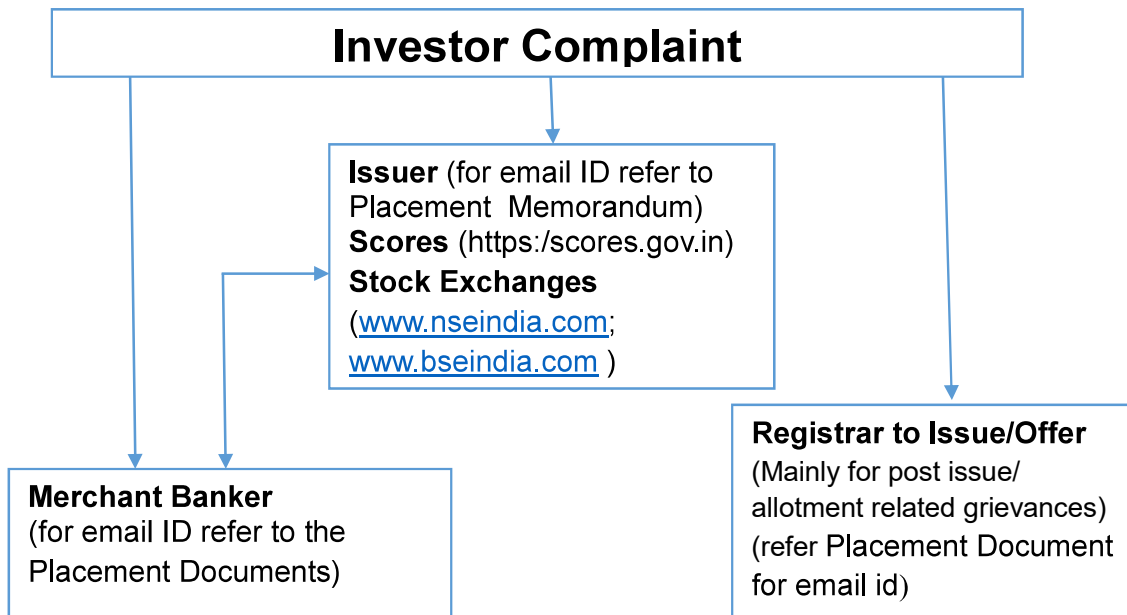 Investor Complaint
Issuer (for email ID refer to
Placement Memorandum)
Scores (https:/scores.gov.in)
Stock Exchanges
(www.nseindia.com;
www.bseindia.com )
Registrar to Issue/Offer
(Mainly for post issue/
allotment related grievances)
(refer Placement Document
for email id)
Merchant Banker
(for email ID refer to the
Placement Documents)